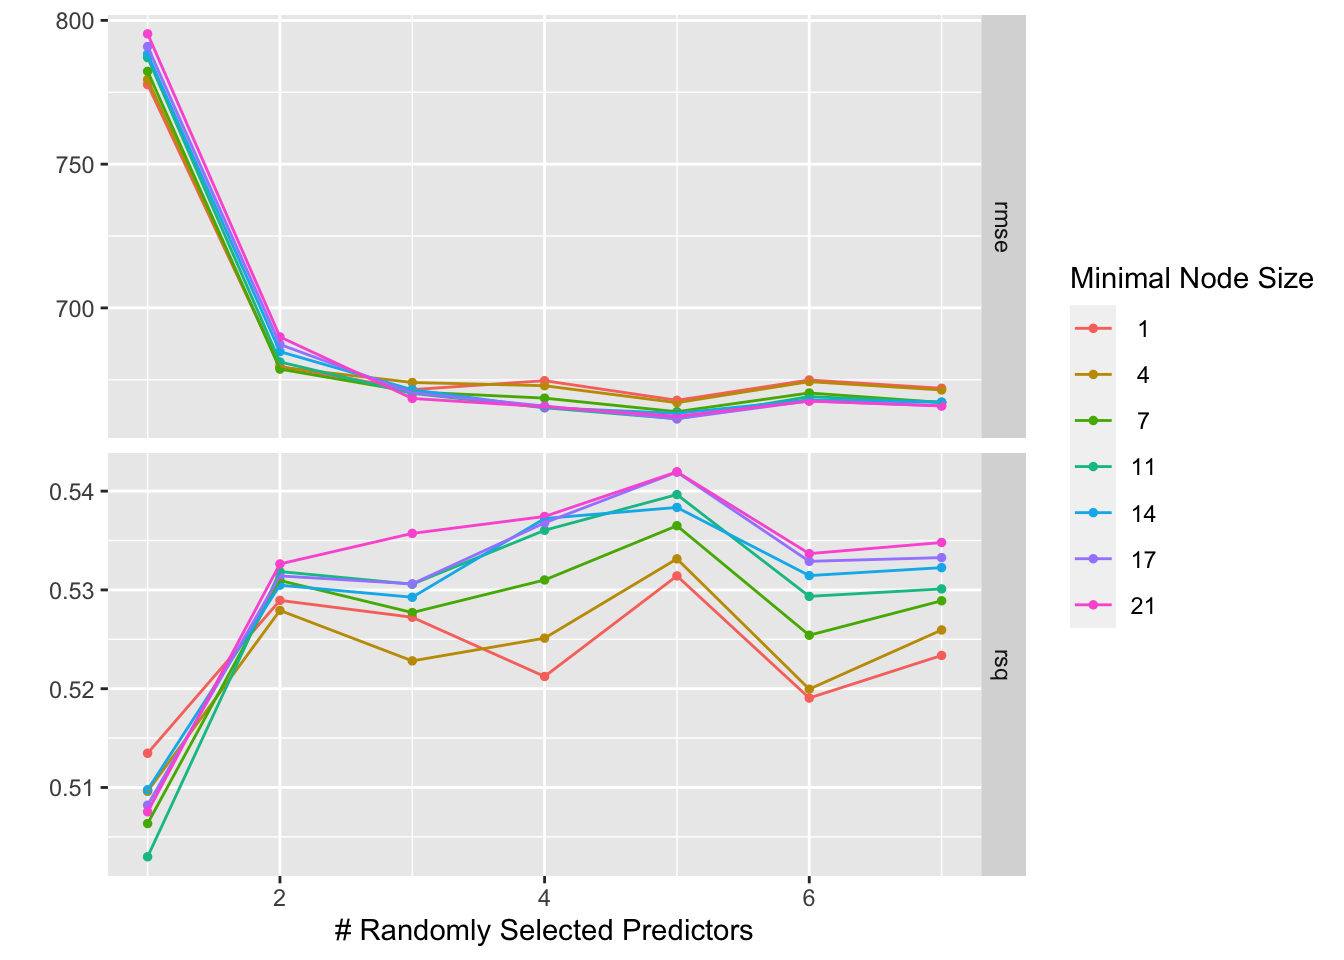 800
750
700
rmse
0.54
0.53
0.52
0.51
rsq
2 4 6
# Randomly Selected Predictors
Minimal Node Size
1
4
7
11
14
17
21